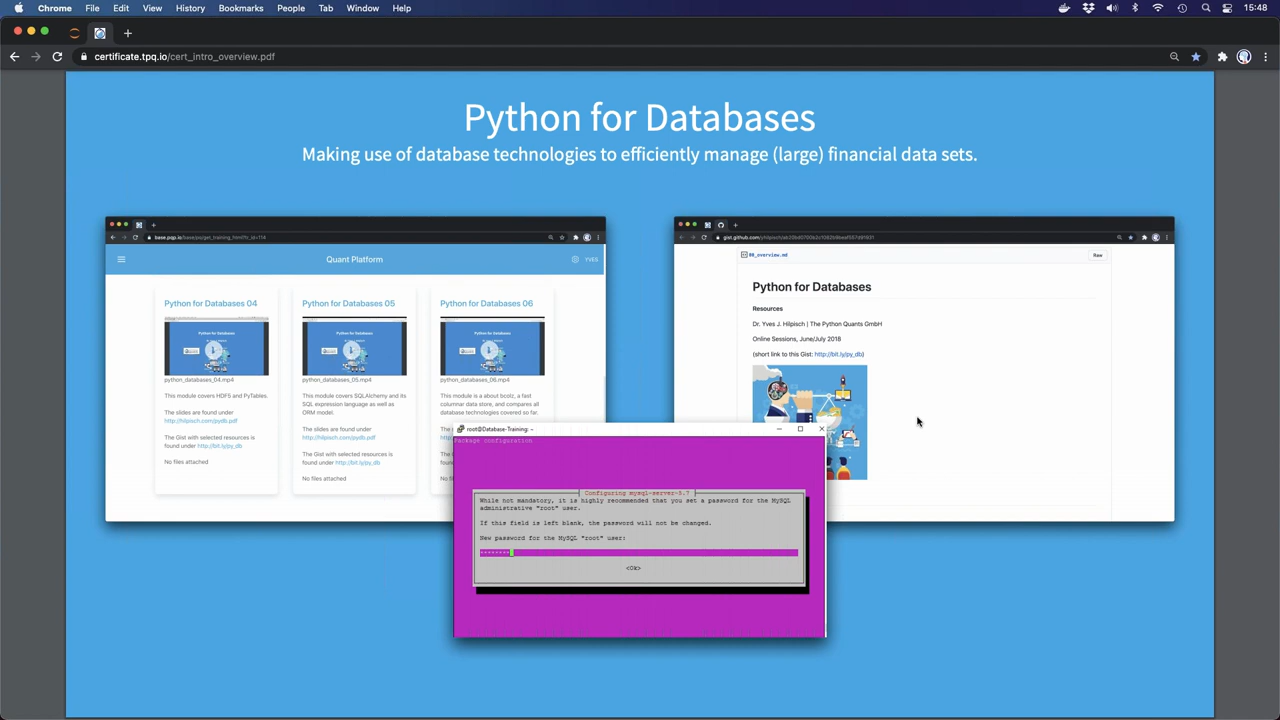 Chrome File Edit View History Bookmarks People Tab Window Help 15:48
certificate.tpq.io/cert_intro_overview.pdf
Python for Databases
Making use of database technologies to efficiently manage (large) financial data sets.
Quant Platform
YVES
Python for Databases 04
python_databases_04.mp4
This module covers HDF5 and PyTables.
The slides are found under
http://hilpisch.com/pydb.pdf
The Gist with selected resources is
found under http://bit.ly/py_db
No files attached
Python for Databases 05
python_databases_05.mp4
This module covers SQLAlchemy and its
SQL expression language as well as
ORM model.
The slides are found under
http://hilpisch.com/pydb.pdf
The Gist with selected resources is
found under http://bit.ly/py_db
No files attached
Python for Databases 06
python_databases_06.mp4
This module is a about bcolz, a fast
columnar data store, and compares all
database technologies covered so far.
The slides are found under
08_overview.md
Raw
Python for Databases
Resources
Dr. Yves J. Hilpisch | The Python Quants GmbH
Online Sessions, June/July 2018
(short link to this Gist: http://bit.ly/py_db)
root@Database-Training: ~
Package configuration
Configuring mysql-server-5.7
While not mandatory, it is highly recommended that you set a password for the MySQL
administrative "root" user.
If this field is left blank, the password will not be changed.
New password for the MySQL "root" user:
<Ok>